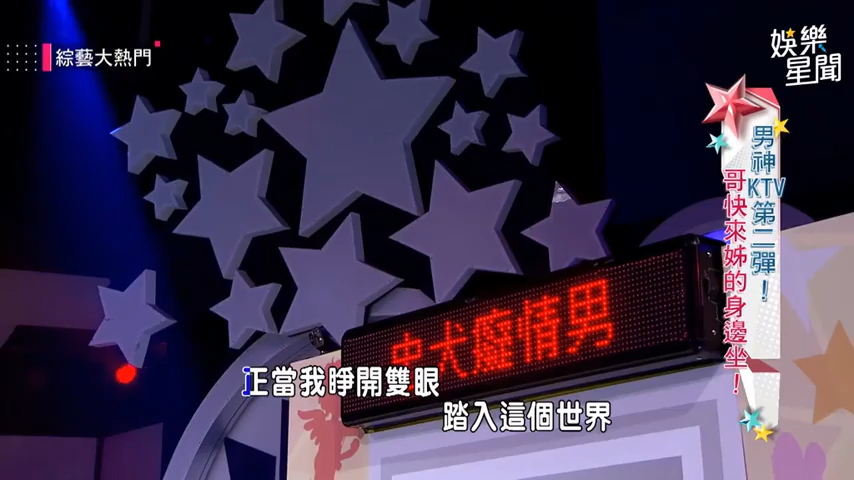 綜藝大熱門
娛樂
星聞
男神KTV第二彈！
哥快來姊的身邊坐！
忠犬癡情男
正當我睜開雙眼
踏入這個世界